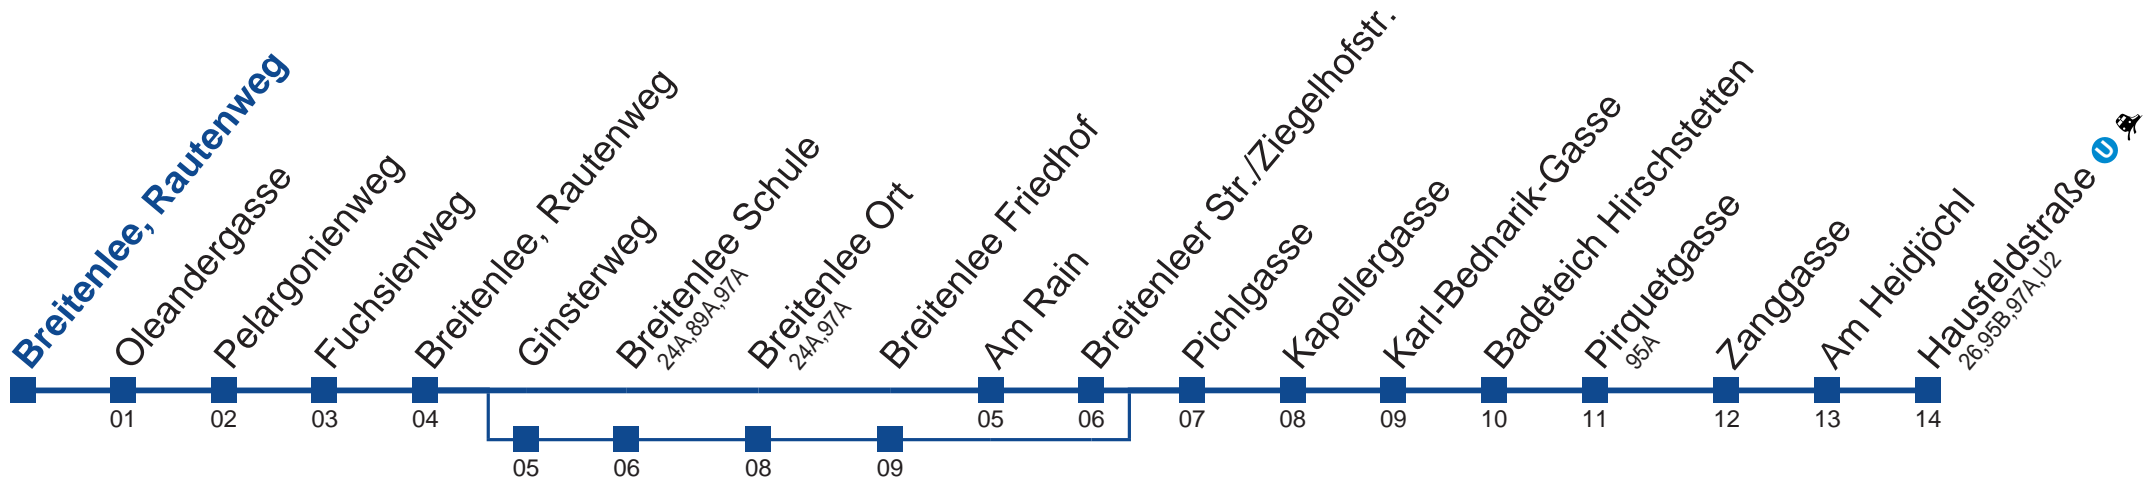 Breitenlee, Rautenweg
Oleandergasse
Pelargonienweg
Fuchsienweg
Breitenlee, Rautenweg
Ginsterweg
Breitenlee Schule
24A,89A,97A
Breitenlee Ort
24A,97A
Breitenlee Friedhof
Am Rain
Breitenleer Str./Ziegelhofstr.
Pichlgasse
Kapellergasse
Karl-Bednarik-Gasse
Badeteich Hirschstetten
Pirquetgasse
95A
Zanggasse
Am Heidjöchl
Hausfeldstraße U
26,95B,97A,U2
01 02 03 04 05 06 07 08 09 10 11 12 13 14
05 06 08 09